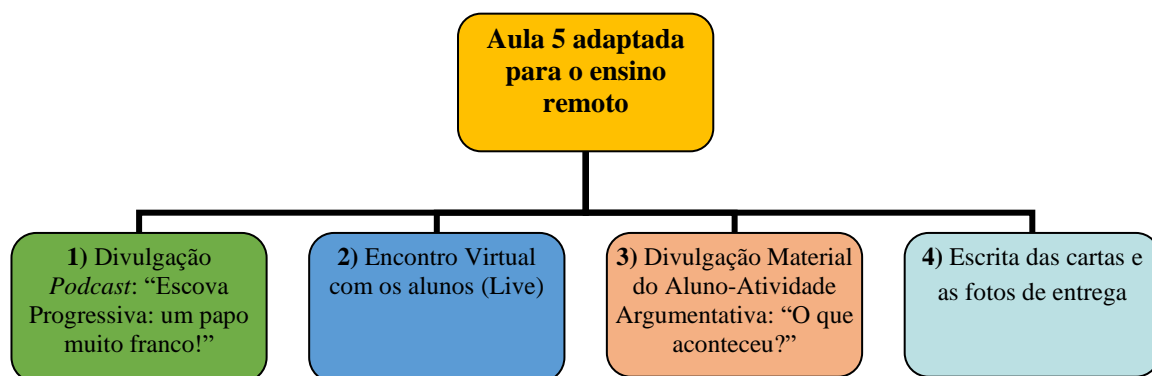 Aula 5 adaptada
para o ensino
remoto
1) Divulgação
Podcast: “Escova
Progressiva: um papo
muito franco!”
2) Encontro Virtual
com os alunos (Live)
3) Divulgação Material
do Aluno-Atividade
Argumentativa: “O que
aconteceu?”
4) Escrita das cartas e
as fotos de entrega